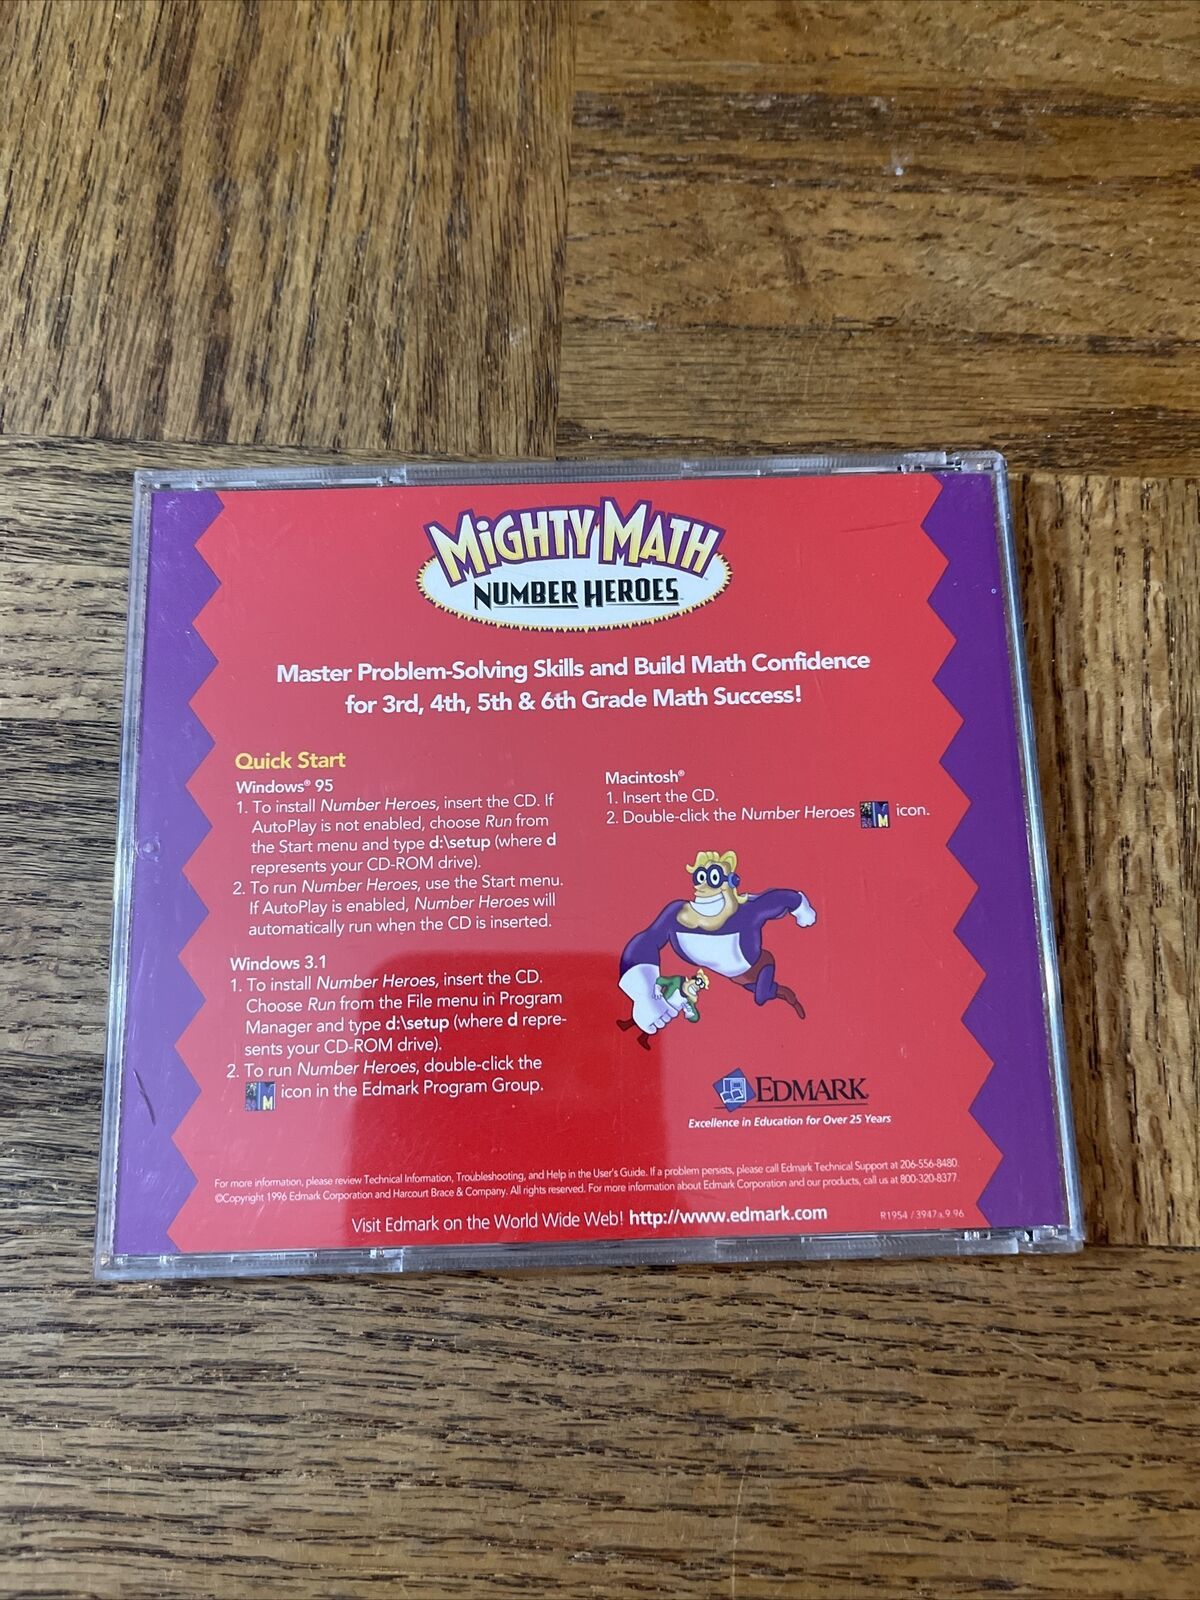 MiGHTY MATH
NUMBER HEROES
Master Problem-Solving Skills and Build Math Confidence
for 3rd, 4th, 5th & 6th Grade Math Success!
Quick Start
Windows® 95
1. To install Number Heroes, insert the CD. If
AutoPlay is not enabled, choose Run from
the Start menu and type d:\setup (where d
represents your CD-ROM drive).
2. To run Number Heroes, use the Start menu.
If AutoPlay is enabled, Number Heroes will
automatically run when the CD is inserted.
Windows 3.1
1. To install Number Heroes, insert the CD.
Choose Run from the File menu in Program
Manager and type d:\setup (where d repre-
sents your CD-ROM drive).
2. To run Number Heroes, double-click the
M icon in the Edmark Program Group.
Macintosh®
1. Insert the CD.
2. Double-click the Number Heroes M icon.
EDMARK
Excellence in Education for Over 25 Years
For more information, please review Technical Information, Troubleshooting, and Help in the User's Guide. If a problem persists, please call Edmark Technical Support at 206-556-8480.
©Copyright 1996 Edmark Corporation and Harcourt Brace & Company. All rights reserved. For more information about Edmark Corporation and our products, call us at 800-320-8377.
Visit Edmark on the World Wide Web! http://www.edmark.com
R1954 / 3947a.9.96